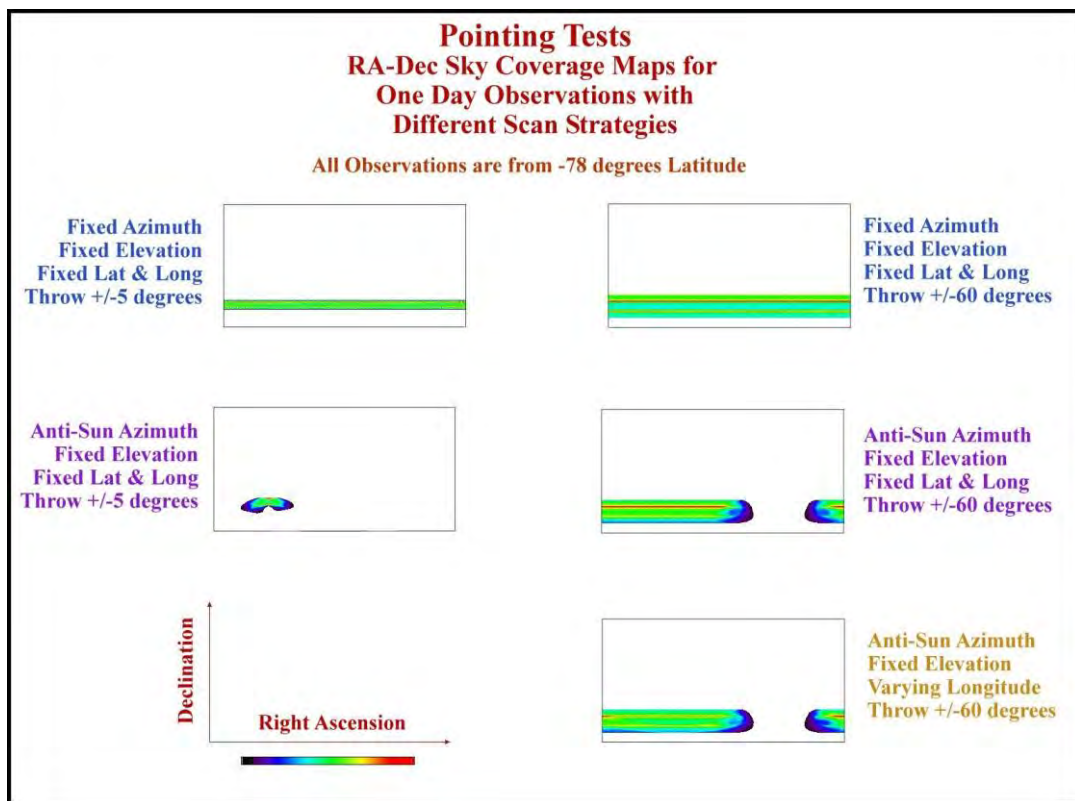 Pointing Tests
RA-Dec Sky Coverage Maps for
One Day Observations with
Different Scan Strategies
All Observations are from -78 degrees Latitude
Fixed Azimuth
Fixed Elevation
Fixed Lat & Long
Throw +/-5 degrees
Fixed Azimuth
Fixed Elevation
Fixed Lat & Long
Throw +/-60 degrees
Anti-Sun Azimuth
Fixed Elevation
Fixed Lat & Long
Throw +/-5 degrees
Anti-Sun Azimuth
Fixed Elevation
Fixed Lat & Long
Throw +/-60 degrees
Declination
Right Ascension
Anti-Sun Azimuth
Fixed Elevation
Varying Longitude
Throw +/-60 degrees